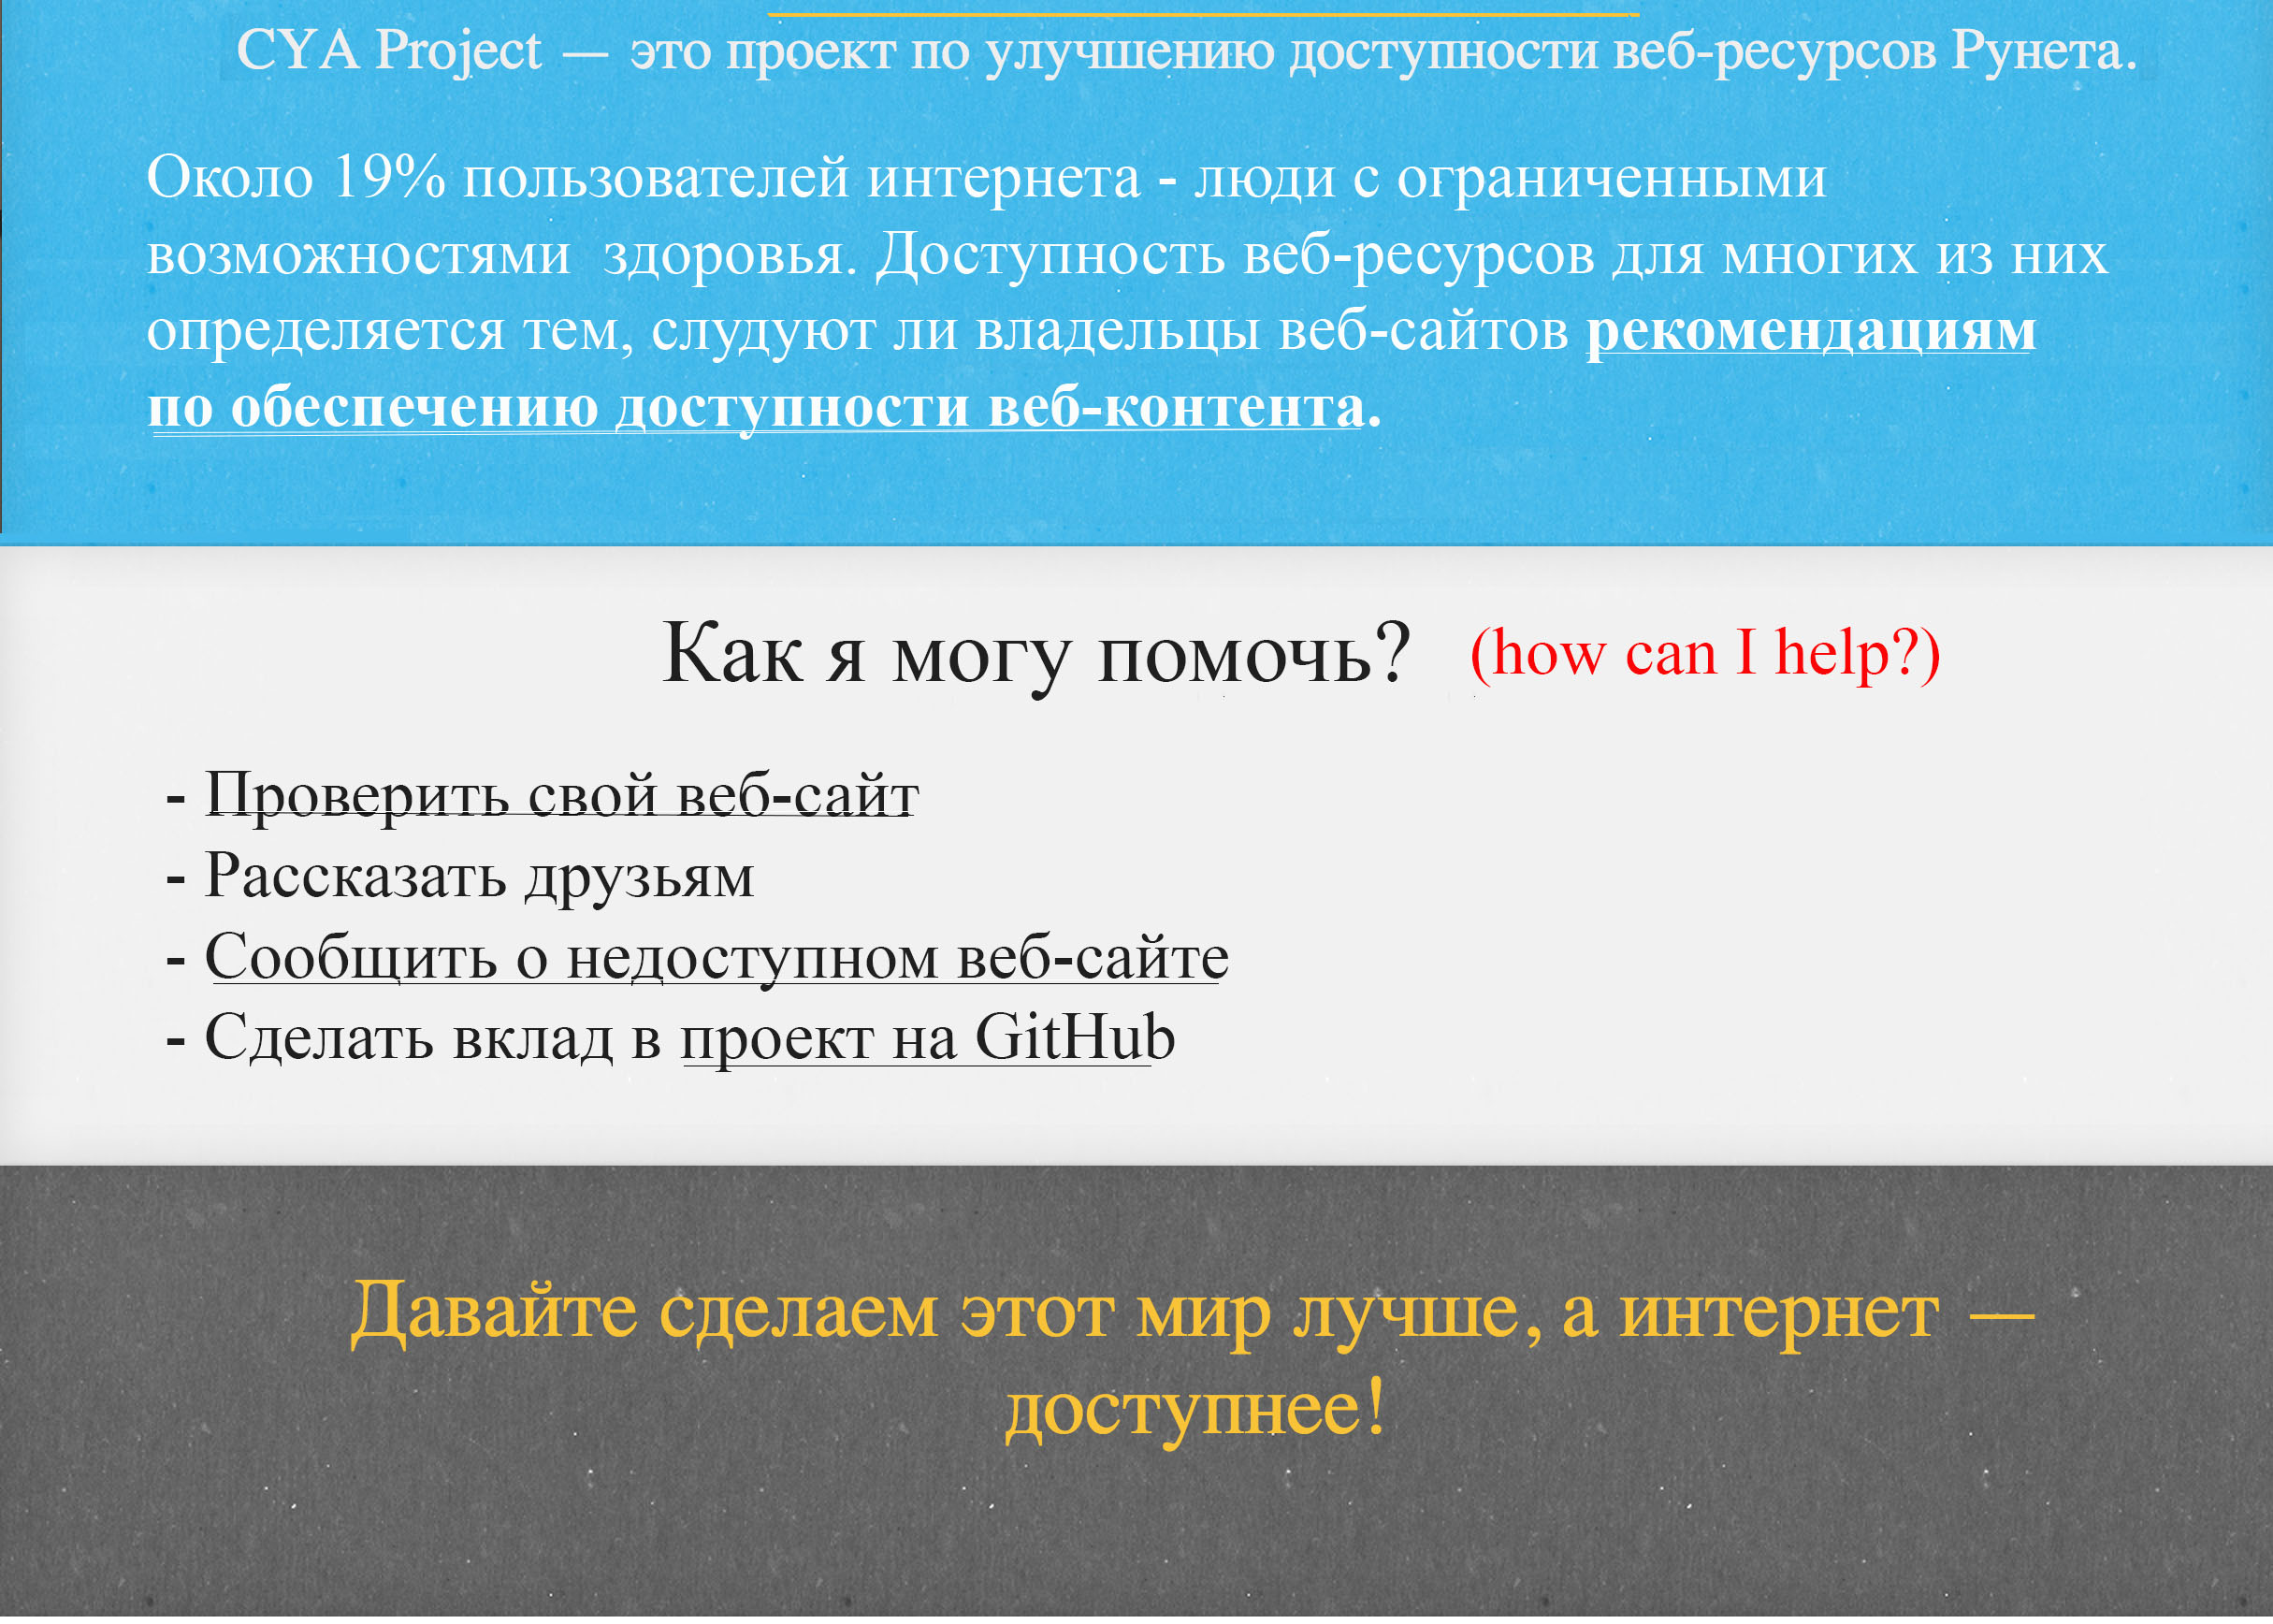 CYA Project — это проект по улучшению доступности веб-ресурсов Рунета.
Около 19% пользователей интернета - люди с ограниченными
возможностями  здоровья. Доступность веб-ресурсов для многих из них
определяется тем, слудуют ли владельцы веб-сайтов рекомендациям
по обеспечению доступности веб-контента.
Как я могу помочь? (how can I help?)
- Проверить свой веб-сайт
- Рассказать друзьям
- Сообщить о недоступном веб-сайте
- Сделать вклад в проект на GitHub
Давайте сделаем этот мир лучше, а интернет —
доступнее!